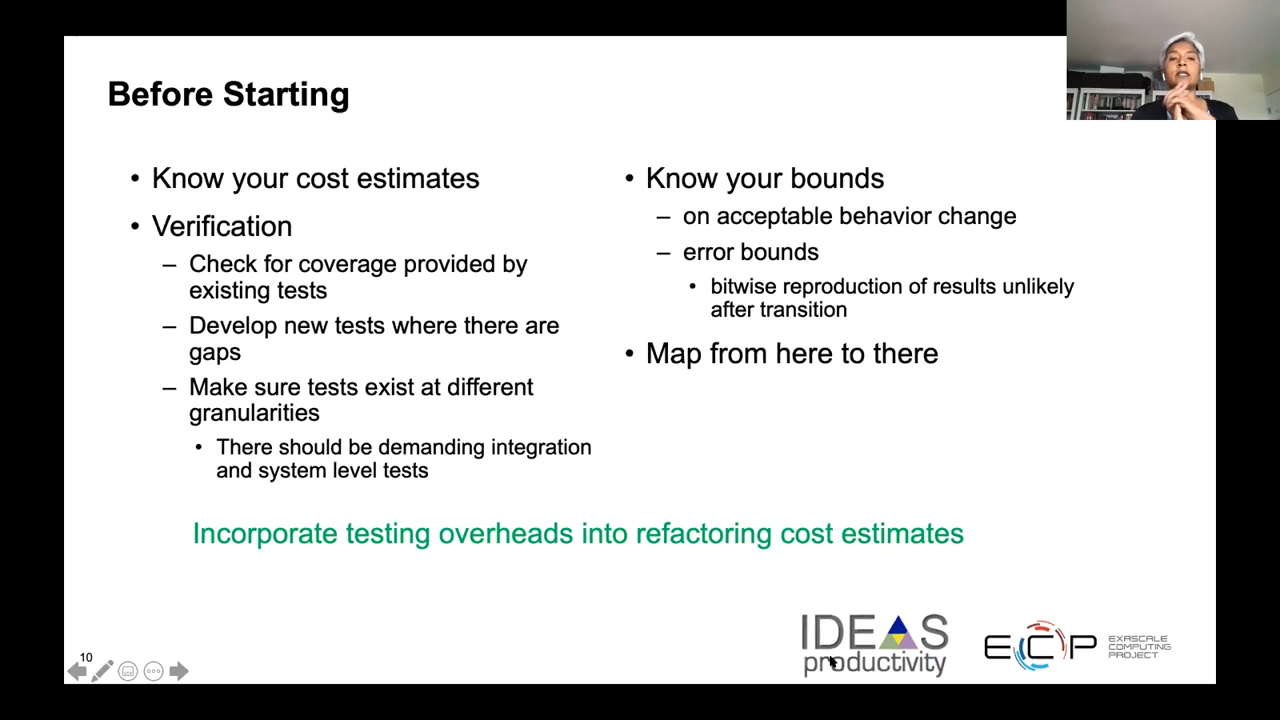 Before Starting
• Know your cost estimates
• Verification
– Check for coverage provided by
existing tests
– Develop new tests where there are
gaps
– Make sure tests exist at different
granularities
• There should be demanding integration
and system level tests
• Know your bounds
– on acceptable behavior change
– error bounds
• bitwise reproduction of results unlikely
after transition
• Map from here to there
Incorporate testing overheads into refactoring cost estimates
10
IDEAS
productivity
ECP
EXASCALE
COMPUTING
PROJECT